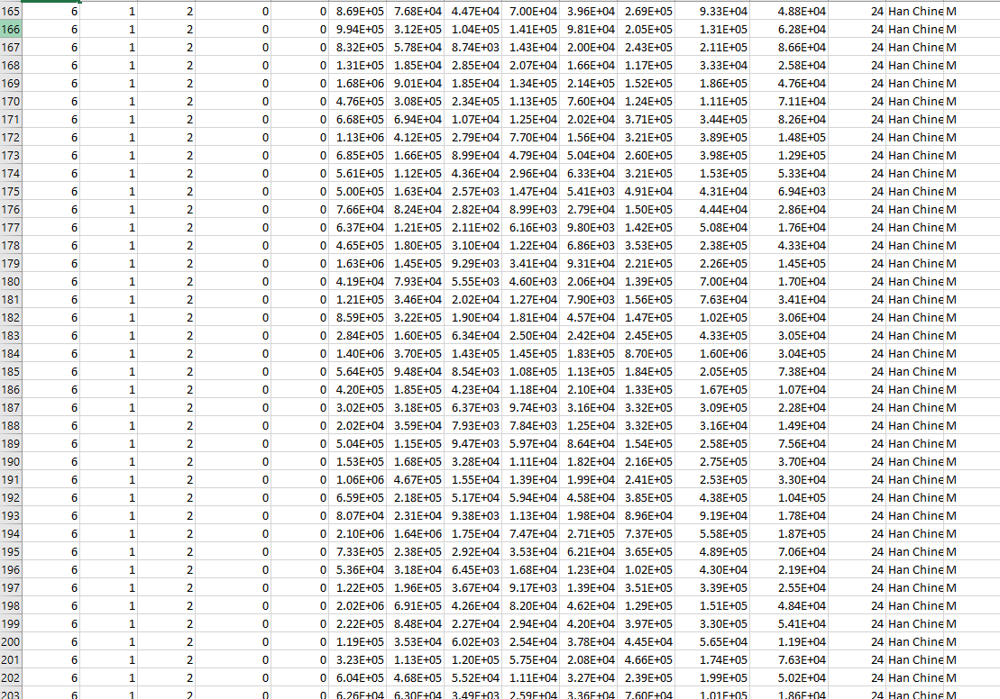 165 6 1 2 0 0 8.69E+05 7.68E+04 4.47E+04 7.00E+04 3.96E+04 2.69E+05 9.33E+04 4.88E+04 24 Han Chine M
166 6 1 2 0 0 9.94E+05 3.12E+05 1.04E+05 1.41E+05 9.81E+04 2.05E+05 1.31E+05 6.28E+04 24 Han Chine M
167 6 1 2 0 0 8.32E+05 5.78E+04 8.74E+03 1.43E+04 2.00E+04 2.43E+05 2.11E+05 8.66E+04 24 Han Chine M
168 6 1 2 0 0 1.31E+05 1.85E+04 2.85E+04 2.07E+04 1.66E+04 1.17E+05 3.33E+04 2.58E+04 24 Han Chine M
169 6 1 2 0 0 1.68E+06 9.01E+04 1.85E+04 1.34E+05 2.14E+05 1.52E+05 1.86E+05 4.76E+04 24 Han Chine M
170 6 1 2 0 0 4.76E+05 3.08E+05 2.34E+05 1.13E+05 7.60E+04 1.24E+05 1.11E+05 7.11E+04 24 Han Chine M
171 6 1 2 0 0 6.68E+05 6.94E+04 1.07E+04 1.25E+04 2.02E+04 3.71E+05 3.44E+05 8.26E+04 24 Han Chine M
172 6 1 2 0 0 1.13E+06 4.12E+05 2.79E+04 7.70E+04 1.56E+04 3.21E+05 3.89E+05 1.48E+05 24 Han Chine M
173 6 1 2 0 0 6.85E+05 1.66E+05 8.99E+04 4.79E+04 5.04E+04 2.60E+05 3.98E+05 1.29E+05 24 Han Chine M
174 6 1 2 0 0 5.61E+05 1.12E+05 4.36E+04 2.96E+04 6.33E+04 3.21E+05 1.53E+05 5.33E+04 24 Han Chine M
175 6 1 2 0 0 5.00E+05 1.63E+04 2.57E+03 1.47E+04 5.41E+03 4.91E+04 4.31E+04 6.94E+03 24 Han Chine M
176 6 1 2 0 0 7.66E+04 8.24E+04 2.82E+04 8.99E+03 2.79E+04 1.50E+05 4.44E+04 2.86E+04 24 Han Chine M
177 6 1 2 0 0 6.37E+04 1.21E+05 2.11E+02 6.16E+03 9.80E+03 1.42E+05 5.08E+04 1.76E+04 24 Han Chine M
178 6 1 2 0 0 4.65E+05 1.80E+05 3.10E+04 1.22E+04 6.86E+03 3.53E+05 2.38E+05 4.33E+04 24 Han Chine M
179 6 1 2 0 0 1.63E+06 1.45E+05 9.29E+03 3.41E+04 9.31E+04 2.21E+05 2.26E+05 1.45E+05 24 Han Chine M
180 6 1 2 0 0 4.19E+04 7.93E+04 5.55E+03 4.60E+03 2.06E+04 1.39E+05 7.00E+04 1.70E+04 24 Han Chine M
181 6 1 2 0 0 1.21E+05 3.46E+04 2.02E+04 1.27E+04 7.90E+03 1.56E+05 7.63E+04 3.41E+04 24 Han Chine M
182 6 1 2 0 0 8.59E+05 3.22E+05 1.90E+04 1.81E+04 4.57E+04 1.47E+05 1.02E+05 3.06E+04 24 Han Chine M
183 6 1 2 0 0 2.84E+05 1.60E+05 6.34E+04 2.50E+04 2.42E+04 2.45E+05 4.33E+05 3.05E+04 24 Han Chine M
184 6 1 2 0 0 1.40E+06 3.70E+05 1.43E+05 1.45E+05 1.83E+05 8.70E+05 1.60E+06 3.04E+05 24 Han Chine M
185 6 1 2 0 0 5.64E+05 9.48E+04 8.54E+03 1.08E+05 1.13E+05 1.84E+05 2.05E+05 7.38E+04 24 Han Chine M
186 6 1 2 0 0 4.20E+05 1.85E+05 4.23E+04 1.18E+04 2.10E+04 1.33E+05 1.67E+05 1.07E+04 24 Han Chine M
187 6 1 2 0 0 3.02E+05 3.18E+05 6.37E+03 9.74E+03 3.16E+04 3.32E+05 3.09E+05 2.28E+04 24 Han Chine M
188 6 1 2 0 0 2.02E+04 3.59E+04 7.93E+03 7.84E+03 1.25E+04 3.32E+05 3.16E+04 1.49E+04 24 Han Chine M
189 6 1 2 0 0 5.04E+05 1.15E+05 9.47E+03 5.97E+04 8.64E+04 1.54E+05 2.58E+05 7.56E+04 24 Han Chine M
190 6 1 2 0 0 1.53E+05 1.68E+05 3.28E+04 1.11E+04 1.82E+04 2.16E+05 2.75E+05 3.70E+04 24 Han Chine M
191 6 1 2 0 0 1.06E+06 4.67E+05 1.55E+04 1.39E+04 1.99E+04 2.41E+05 2.53E+05 3.30E+04 24 Han Chine M
192 6 1 2 0 0 6.59E+05 2.18E+05 5.17E+04 5.94E+04 4.58E+04 3.85E+05 4.38E+05 1.04E+05 24 Han Chine M
193 6 1 2 0 0 8.07E+04 2.31E+04 9.38E+03 1.13E+04 1.98E+04 8.96E+04 9.19E+04 1.78E+04 24 Han Chine M
194 6 1 2 0 0 2.10E+06 1.64E+06 1.75E+04 7.47E+04 2.71E+05 7.37E+05 5.58E+05 1.87E+05 24 Han Chine M
195 6 1 2 0 0 7.33E+05 2.38E+05 2.92E+04 3.53E+04 6.21E+04 3.65E+05 4.89E+05 7.06E+04 24 Han Chine M
196 6 1 2 0 0 5.36E+04 3.18E+04 6.45E+03 1.68E+04 1.23E+04 1.02E+05 4.30E+04 2.19E+04 24 Han Chine M
197 6 1 2 0 0 1.22E+05 1.96E+05 3.67E+04 9.17E+03 1.39E+04 3.51E+05 3.39E+05 2.55E+04 24 Han Chine M
198 6 1 2 0 0 2.02E+06 6.91E+05 4.26E+04 8.20E+04 4.62E+04 1.29E+05 1.51E+05 4.84E+04 24 Han Chine M
199 6 1 2 0 0 2.22E+05 8.48E+04 2.27E+04 2.94E+04 4.20E+04 3.97E+05 3.30E+05 5.41E+04 24 Han Chine M
200 6 1 2 0 0 1.19E+05 3.53E+04 6.02E+03 2.54E+04 3.78E+04 4.45E+04 5.65E+04 1.19E+04 24 Han Chine M
201 6 1 2 0 0 3.23E+05 1.13E+05 1.20E+05 5.75E+04 2.08E+04 4.66E+05 1.74E+05 7.63E+04 24 Han Chine M
202 6 1 2 0 0 6.04E+05 4.68E+05 5.52E+04 1.11E+04 3.27E+04 2.39E+05 1.99E+05 5.02E+04 24 Han Chine M
203 6 1 2 0 0 6.26E+04 6.30E+04 3.49E+03 2.59E+04 3.36E+04 7.60E+04 1.01E+05 1.86E+04 24 Han Chine M